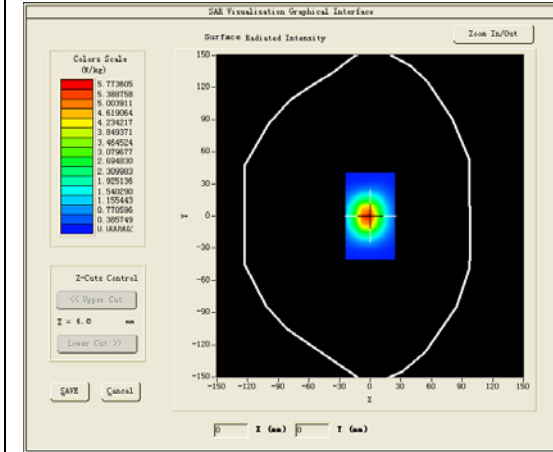 SAR Visualisation Graphical Interface
Surface Radiated Intensity
Zoom In/Out
Colors Scale
(W/kg)
5.773605
5.388758
5.003911
4.619064
4.234217
3.849371
3.464524
3.079677
2.694830
2.309983
1.925136
1.540290
1.155443
0.770596
0.385749
Z-Cuts Control
<< Upper Cut
Z = mm
Lower Cut >>
SAVE Cancel
150
120
90
60
30
Y 0
-30
-60
-90
-120
-150
-150 -120 -90 -60 -30 0 30 60 90 120 150
X
0 X (mm) 0 Y (mm)